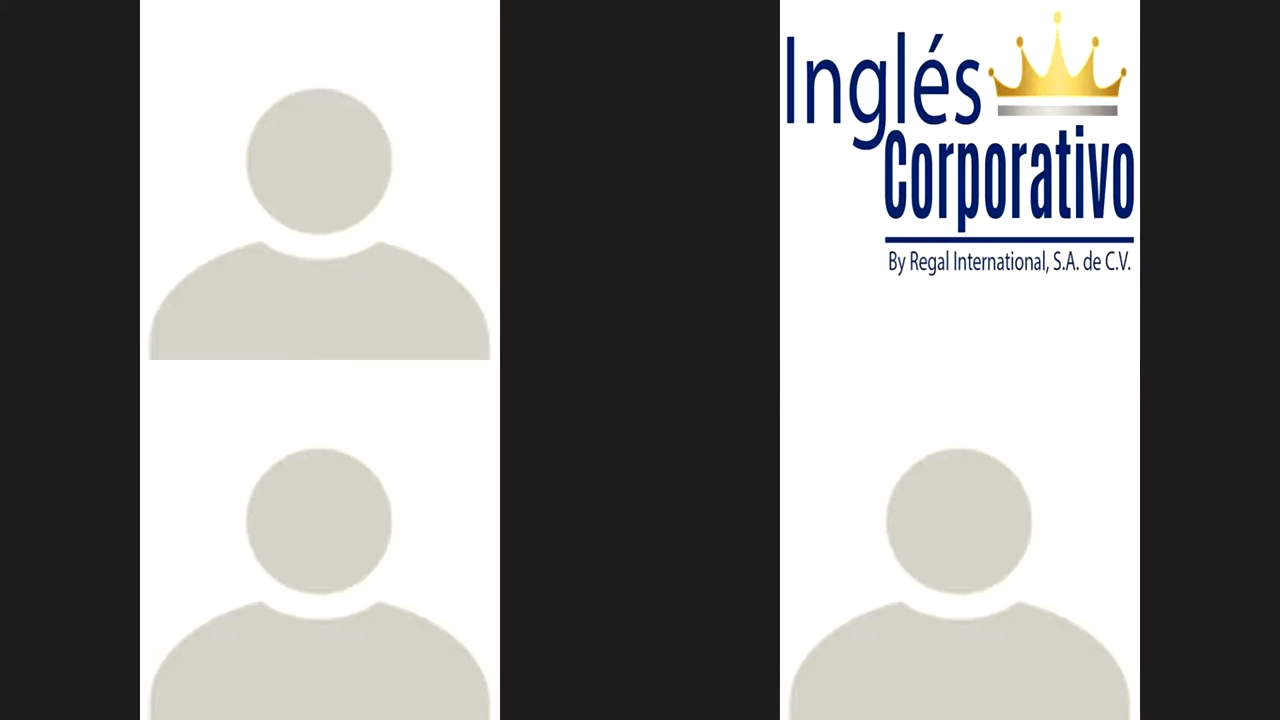 Inglés
Corporativo
By Regal International, S.A. de C.V.